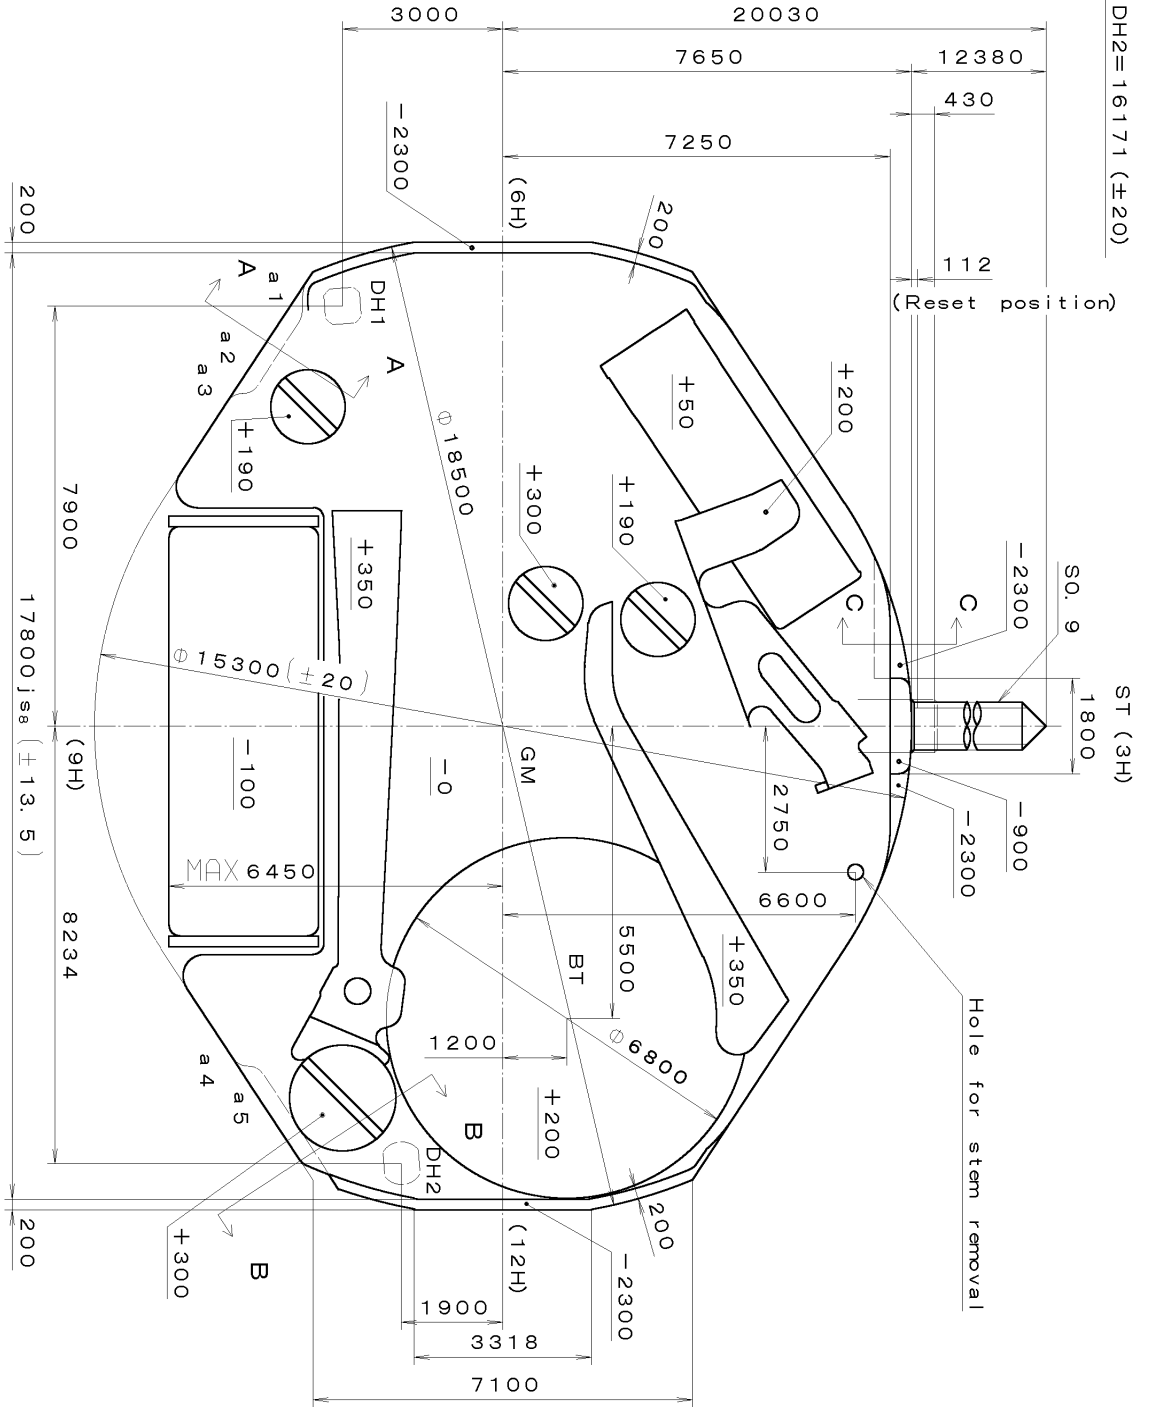 3000
20030
7650
12380
430
7250
112
(Reset position)
DH2=16171 (±20)
-2300
(6H)
200
200
A
a1
DH1
a2
a3
A
+190
+50
+200
φ18500
+300
+190
7900
+350
-2300
SO. 9
C
C
17800js₈ (±13. 5)
φ15300(±20)
ST (3H)
1800
(9H)
-100
-0
GM
2750
-900
-2300
MAX 6450
6600
8234
5500
BT
+350
Hole for stem removal
1200
φ6800
a4
a5
+200
B
DH2
200
200
+300
B
(12H)
-2300
1900
3318
7100